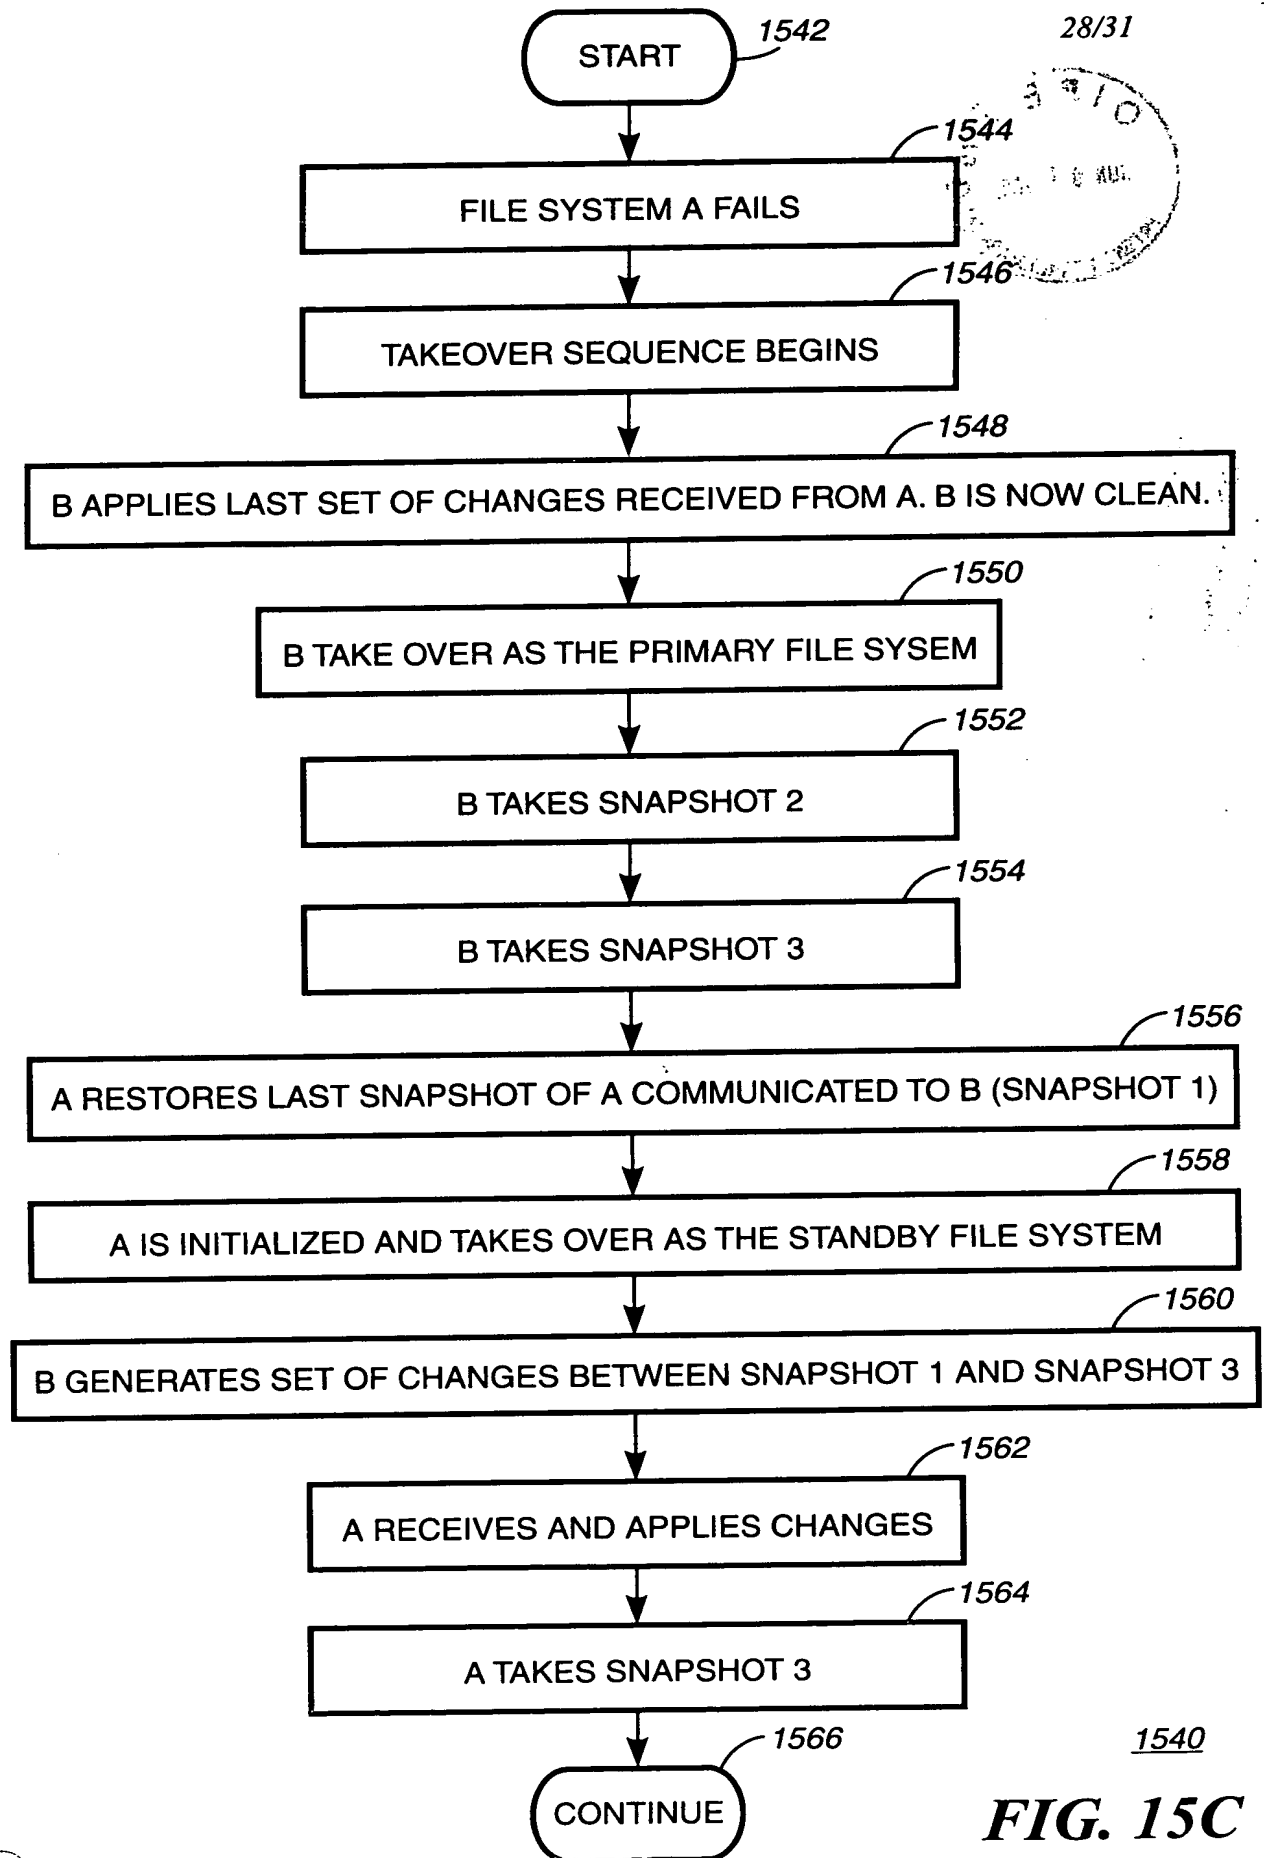 28/31
START
1542
1544
FILE SYSTEM A FAILS
1546
TAKEOVER SEQUENCE BEGINS
1548
B APPLIES LAST SET OF CHANGES RECEIVED FROM A. B IS NOW CLEAN.
1550
B TAKE OVER AS THE PRIMARY FILE SYSEM
1552
B TAKES SNAPSHOT 2
1554
B TAKES SNAPSHOT 3
1556
A RESTORES LAST SNAPSHOT OF A COMMUNICATED TO B (SNAPSHOT 1)
1558
A IS INITIALIZED AND TAKES OVER AS THE STANDBY FILE SYSTEM
1560
B GENERATES SET OF CHANGES BETWEEN SNAPSHOT 1 AND SNAPSHOT 3
1562
A RECEIVES AND APPLIES CHANGES
1564
A TAKES SNAPSHOT 3
1566
CONTINUE
1540
FIG. 15C